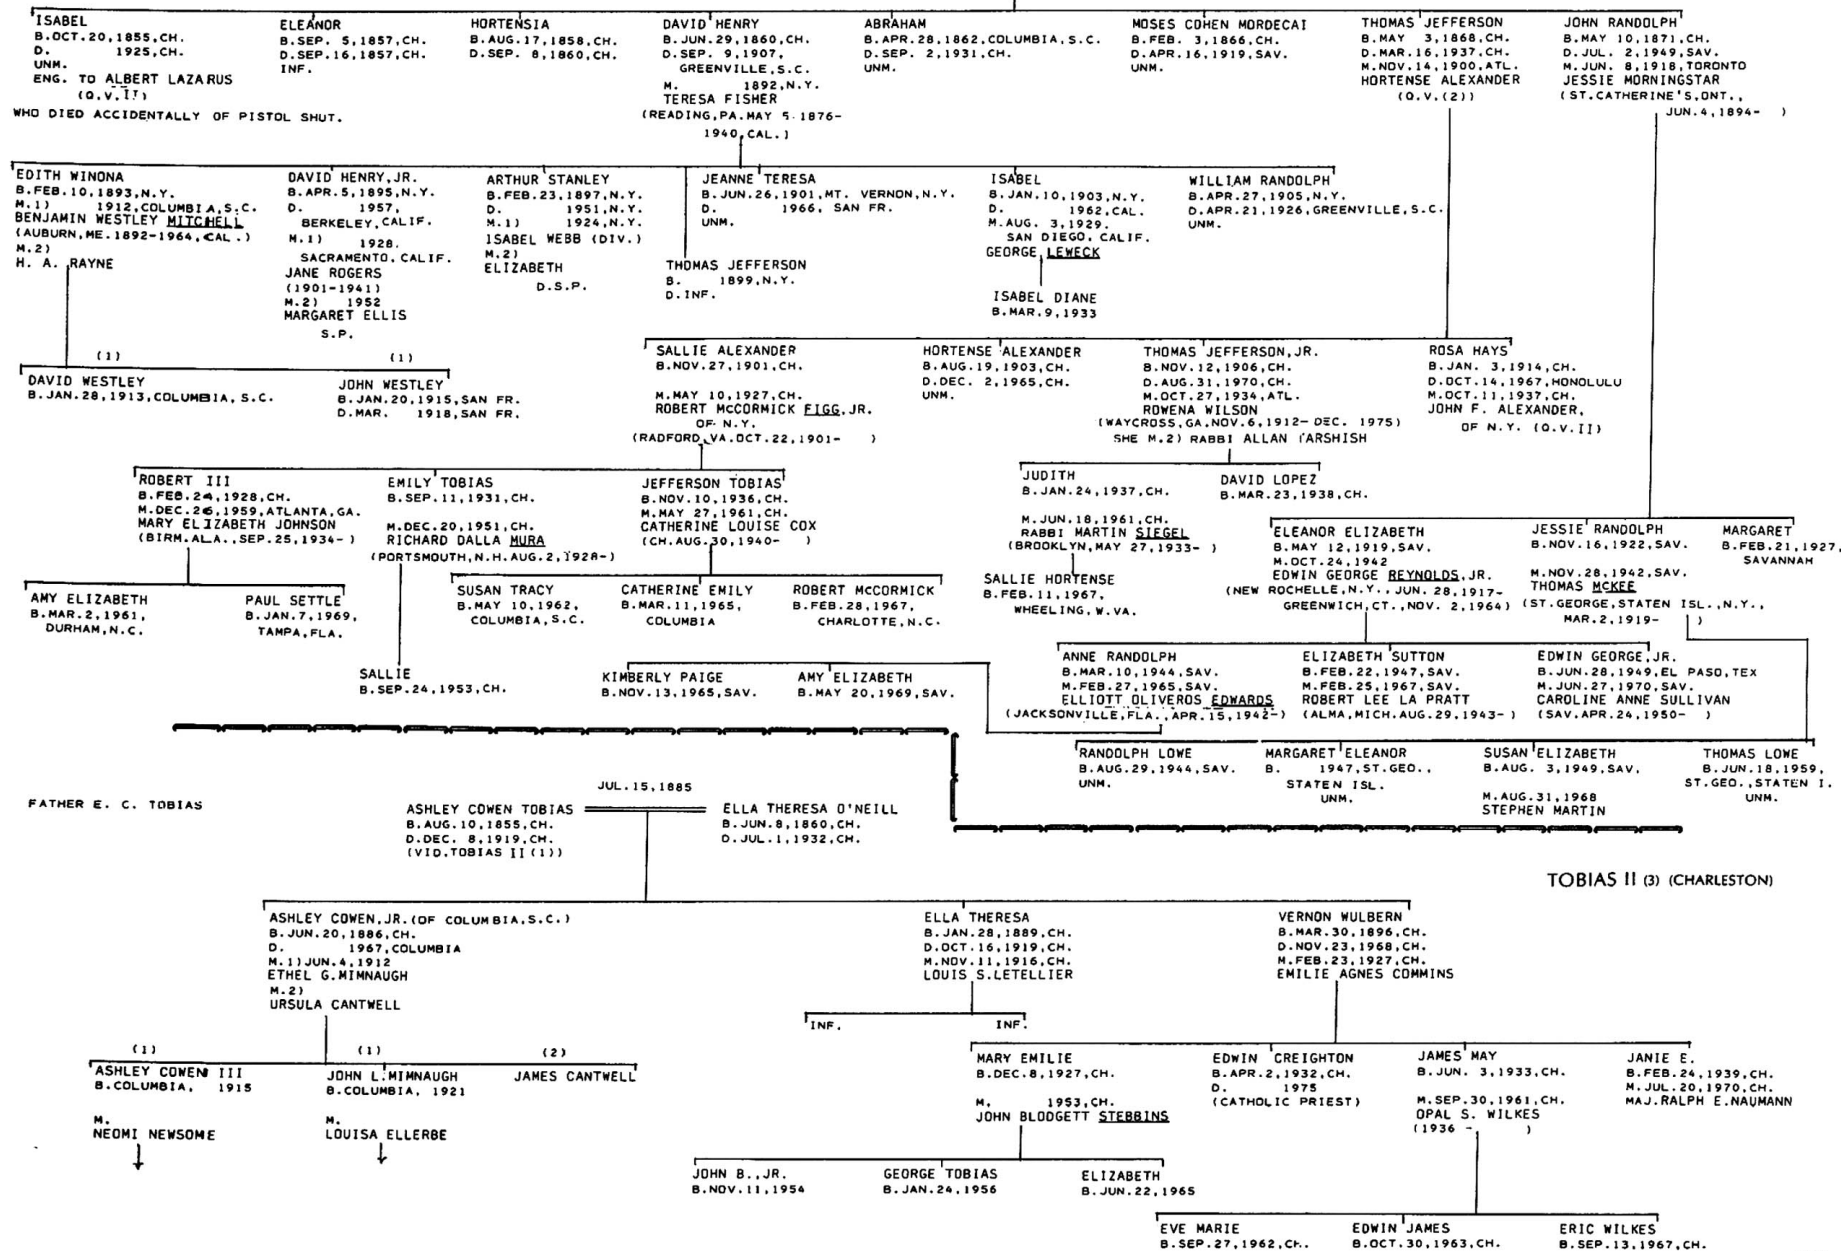 ISABEL
B.OCT.20,1855,CH.
D. 1925,CH.
UNM.
ENG. TO ALBERT LAZARUS
(Q.V.II)
WHO DIED ACCIDENTALLY OF PISTOL SHUT.
ELEANOR
B.SEP. 5,1857,CH.
D.SEP.16,1857,CH.
INF.
HORTENSIA
B.AUG.17,1858,CH.
D.SEP. 8,1860,CH.
DAVID HENRY
B.JUN.29,1860,CH.
D.SEP. 9,1907,
GREENVILLE,S.C.
M. 1892,N.Y.
TERESA FISHER
(READING,PA.MAY 5.1876-
1940,CAL.)
ABRAHAM
B.APR.28,1862,COLUMBIA,S.C.
D.SEP. 2,1931,CH.
UNM.
MOSES COHEN MORDECAI
B.FEB. 3,1866,CH.
D.APR.16,1919,SAV.
UNM.
THOMAS JEFFERSON
B.MAY 3,1868,CH.
D.MAR.16,1937,CH.
M.NOV.14,1900,ATL.
HORTENSE ALEXANDER
(Q.V.(2))
JOHN RANDOLPH
B.MAY 10,1871,CH.
D.JUL. 2,1949,SAV.
M.JUN. 8,1918,TORONTO
JESSIE MORNINGSTAR
(ST.CATHERINE'S,ONT.,
JUN.4,1894- )
EDITH WINONA
B.FEB.10,1893,N.Y.
M.1) 1912,COLUMBIA,S.C.
BENJAMIN WESTLEY MITCHELL
(AUBURN,ME.1892-1964,CAL.)
M.2)
H. A. RAYNE
DAVID HENRY,JR.
B.APR.5,1895,N.Y.
D. 1957,
BERKELEY,CALIF.
M.1) 1928.
SACRAMENTO,CALIF.
JANE ROGERS
(1901-1941)
M.2) 1952
MARGARET ELLIS
S.P.
ARTHUR STANLEY
B.FEB.23,1897,N.Y.
D. 1951,N.Y.
M.1) 1924,N.Y.
ISABEL WEBB (DIV.)
M.2)
ELIZABETH
D.S.P.
THOMAS JEFFERSON
B. 1899,N.Y.
D.INF.
JEANNE TERESA
B.JUN.26,1901,MT. VERNON,N.Y.
D. 1966, SAN FR.
UNM.
ISABEL
B.JAN.10,1903,N.Y.
D. 1962,CAL.
M.AUG. 3,1929.
SAN DIEGO, CALIF.
GEORGE LEWECK
WILLIAM RANDOLPH
B.APR.27,1905,N.Y.
D.APR.21,1926,GREENVILLE,S.C.
UNM.
ISABEL DIANE
B.MAR.9,1933
(1)
DAVID WESTLEY
B.JAN.28,1913,COLUMBIA,S.C.
(1)
JOHN WESTLEY
B.JAN.20,1915,SAN FR.
D.MAR. 1918,SAN FR.
SALLIE ALEXANDER
B.NOV.27,1901,CH.
M.MAY 10,1927,CH.
ROBERT McCORMICK FIGG,JR.
OF N.Y.
(RADFORD,VA.OCT.22,1901- )
HORTENSE ALEXANDER
B.AUG.19,1903,CH.
D.DEC. 2,1965,CH.
UNM.
THOMAS JEFFERSON,JR.
B.NOV.12,1906,CH.
D.AUG.31,1970,CH.
M.OCT.27,1934,ATL.
ROWENA WILSON
(WAYCROSS,GA.NOV.6,1912- DEC. 1975)
SHE M.2) RABBI ALLAN TARSHISH
ROSA HAYS
B.JAN. 3,1914,CH.
D.OCT.14,1967,HONOLULU
M.OCT.11,1937,CH.
JOHN F. ALEXANDER,
OF N.Y. (Q.V.II)
ROBERT III
B.FEB.24,1928,CH.
M.DEC.26,1959,ATLANTA,GA.
MARY ELIZABETH JOHNSON
(BIRM.ALA.,SEP.25,1934- )
EMILY TOBIAS
B.SEP.11,1931,CH.
M.DEC.20,1951,CH.
RICHARD DALLA MURA
(PORTSMOUTH,N.H.AUG.2,1928-)
JEFFERSON TOBIAS
B.NOV.10,1936,CH.
M.MAY 27,1961,CH.
CATHERINE LOUISE COX
(CH.AUG.30,1940- )
JUDITH
B.JAN.24,1937,CH.
M.JUN.18,1961,CH.
RABBI MARTIN SIEGEL
(BROOKLYN,MAY 27,1933- )
DAVID LOPEZ
B.MAR.23,1938,CH.
ELEANOR ELIZABETH
B.MAY 12,1919,SAV.
M.OCT.24,1942
EDWIN GEORGE REYNOLDS,JR.
(NEW ROCHELLE,N.Y.,JUN.28,1917-
GREENWICH,CT.,NOV.2,1964)
JESSIE RANDOLPH
B.NOV.16,1922,SAV.
M.NOV.28,1942,SAV.
THOMAS McKEE
(ST.GEORGE,STATEN ISL.,N.Y.,
MAR.2,1919- )
MARGARET
B.FEB.21,1927,
SAVANNAH
AMY ELIZABETH
B.MAR.2,1961,
DURHAM,N.C.
PAUL SETTLE
B.JAN.7,1969,
TAMPA,FLA.
SUSAN TRACY
B.MAY 10,1962,
COLUMBIA,S.C.
CATHERINE EMILY
B.MAR.11,1965,
COLUMBIA
ROBERT McCORMICK
B.FEB.28,1967,
CHARLOTTE,N.C.
SALLIE HORTENSE
B.FEB.11,1967,
WHEELING,W.VA.
SALLIE
B.SEP.24,1953,CH.
KIMBERLY PAIGE
B.NOV.13,1965,SAV.
AMY ELIZABETH
B.MAY 20,1969,SAV.
ANNE RANDOLPH
B.MAR.10,1944,SAV.
M.FEB.27,1965,SAV.
ELLIOTT OLIVEROS EDWARDS
(JACKSONVILLE,FLA.,APR.15,1942-)
ELIZABETH SUTTON
B.FEB.22,1947,SAV.
M.FEB.25,1967,SAV.
ROBERT LEE LA PRATT
(ALMA,MICH.AUG.29,1943- )
EDWIN GEORGE,JR.
B.JUN.28,1949,EL PASO,TEX
M.JUN.27,1970,SAV.
CAROLINE ANNE SULLIVAN
(SAV.APR.24,1950- )
RANDOLPH LOWE
B.AUG.29,1944,SAV.
UNM.
MARGARET ELEANOR
B. 1947,ST.GEO.,
STATEN ISL.
UNM.
SUSAN ELIZABETH
B.AUG. 3,1949,SAV.
M.AUG.31,1968
STEPHEN MARTIN
THOMAS LOWE
B.JUN.18,1959,
ST.GEO.,STATEN I.
UNM.
FATHER E. C. TOBIAS
JUL.15,1885
ASHLEY COWEN TOBIAS
B.AUG.10,1855,CH.
D.DEC. 8,1919,CH.
(VID.TOBIAS II(1))
ELLA THERESA O'NEILL
B.JUN.8,1860,CH.
D.JUL.1,1932,CH.
TOBIAS II (3) (CHARLESTON)
ASHLEY COWEN,JR.(OF COLUMBIA,S.C.)
B.JUN.20,1886,CH.
D. 1967,COLUMBIA
M.1)JUN.4,1912
ETHEL G.MIMNAUGH
M.2)
URSULA CANTWELL
ELLA THERESA
B.JAN.28,1889,CH.
D.OCT.16,1919,CH.
M.NOV.11,1916,CH.
LOUIS S.LETELLIER
VERNON WULBERN
B.MAR.30,1896,CH.
D.NOV.23,1968,CH.
M.FEB.23,1927,CH.
EMILIE AGNES COMMINS
INF. INF.
(1)
ASHLEY COWEN III
B.COLUMBIA, 1915
M.
NEOMI NEWSOME
(1)
JOHN L.MIMNAUGH
B.COLUMBIA, 1921
M.
LOUISA ELLERBE
(2)
JAMES CANTWELL
MARY EMILIE
B.DEC.8,1927,CH.
M. 1953,CH.
JOHN BLODGETT STEBBINS
EDWIN CREIGHTON
B.APR.2,1932,CH.
D. 1975
(CATHOLIC PRIEST)
JAMES MAY
B.JUN. 3,1933,CH.
M.SEP.30,1961,CH.
OPAL S. WILKES
(1936 - )
JANIE E.
B.FEB.24,1939,CH.
M.JUL.20,1970,CH.
MAJ.RALPH E.NAUMANN
JOHN B.,JR.
B.NOV.11,1954
GEORGE TOBIAS
B.JAN.24,1956
ELIZABETH
B.JUN.22,1965
EVE MARIE
B.SEP.27,1962,CH.
EDWIN JAMES
B.OCT.30,1963,CH.
ERIC WILKES
B.SEP.13,1967,CH.